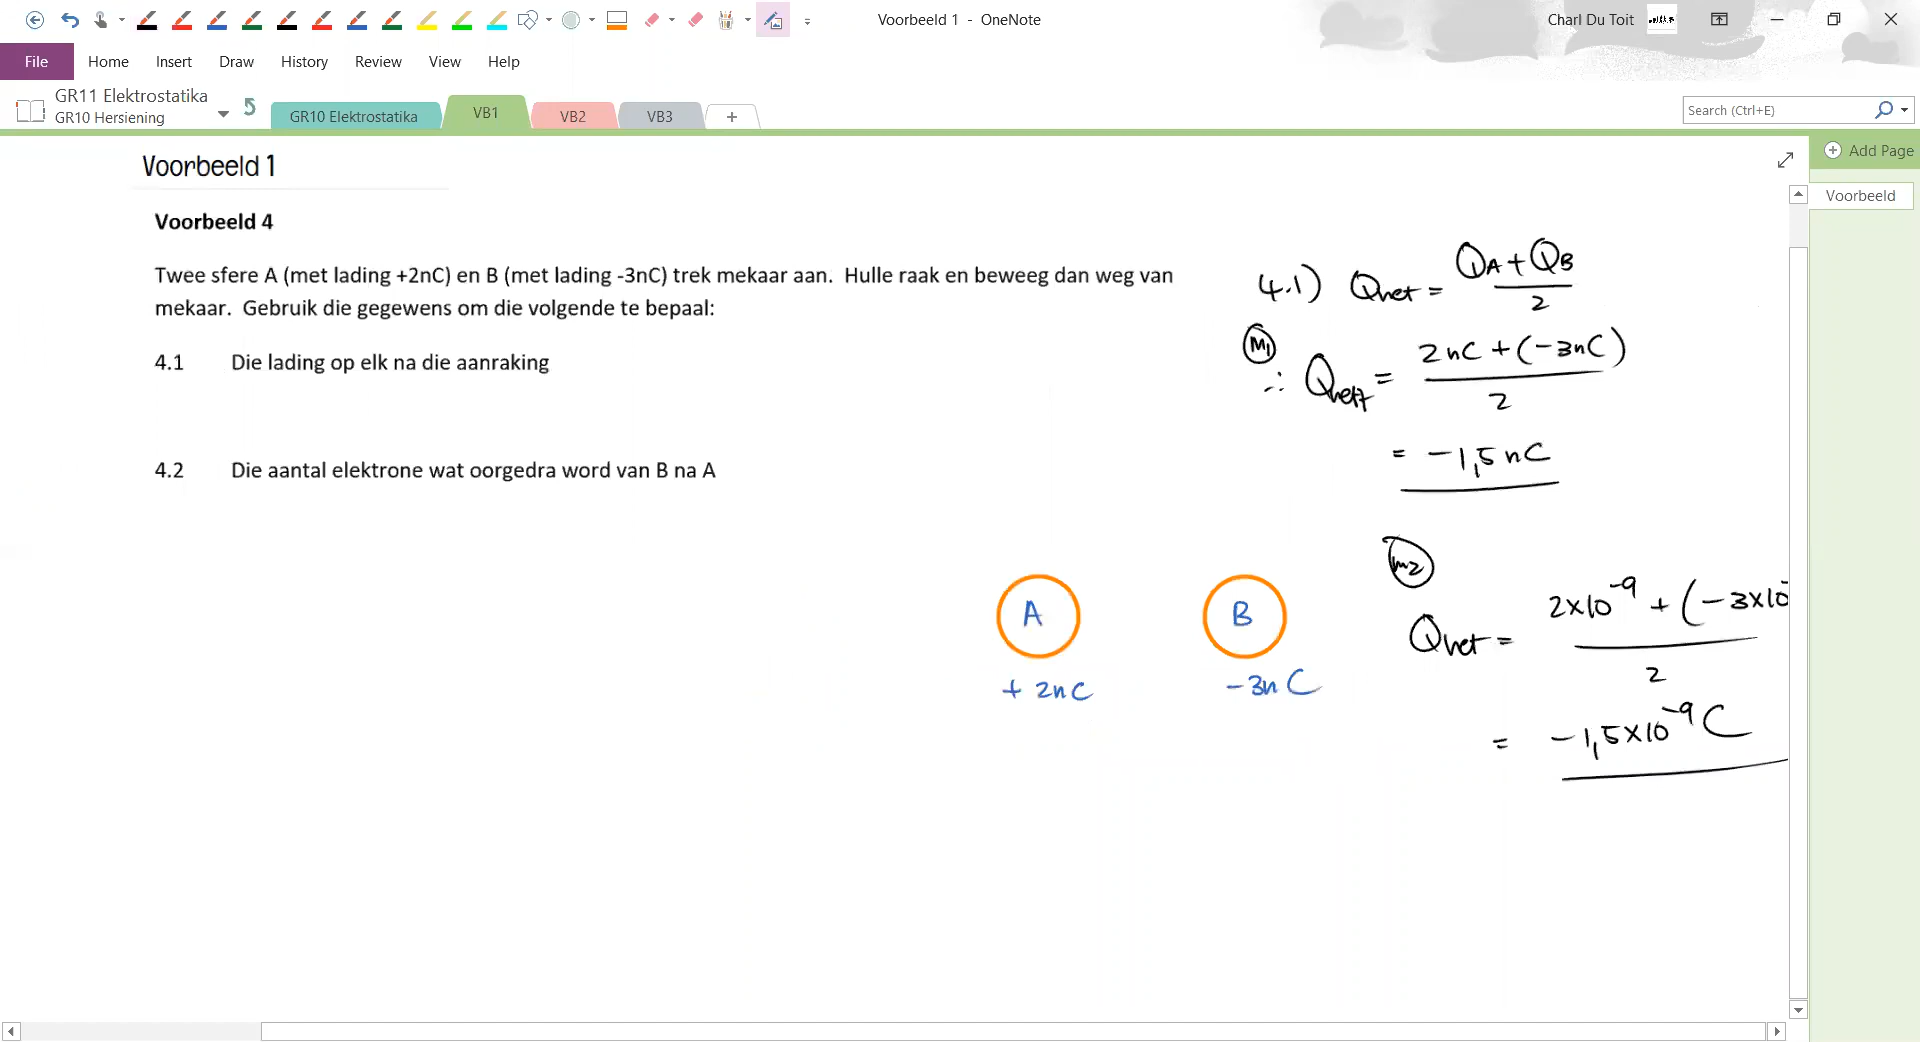 Voorbeeld 1 - OneNote
Charl Du Toit
File Home Insert Draw History Review View Help
GR11 Elektrostatika
GR10 Hersiening
GR10 Elektrostatika VB1 VB2 VB3 +
Search (Ctrl+E)
Add Page
Voorbeeld
Voorbeeld 1
Voorbeeld 4
Twee sfere A (met lading +2nC) en B (met lading -3nC) trek mekaar aan. Hulle raak en beweeg dan weg van
mekaar. Gebruik die gegewens om die volgende te bepaal:
4.1 Die lading op elk na die aanraking
4.2 Die aantal elektrone wat oorgedra word van B na A
A
+ 2nC
B
- 3nC
4.1) Qnet = QA + QB
2
M1
∴ Qnett = 2nC + (-3nC)
2
= -1,5nC
M2
Qnet = 2x10⁻⁹ + (-3x10⁻
2
= -1,5x10⁻⁹ C